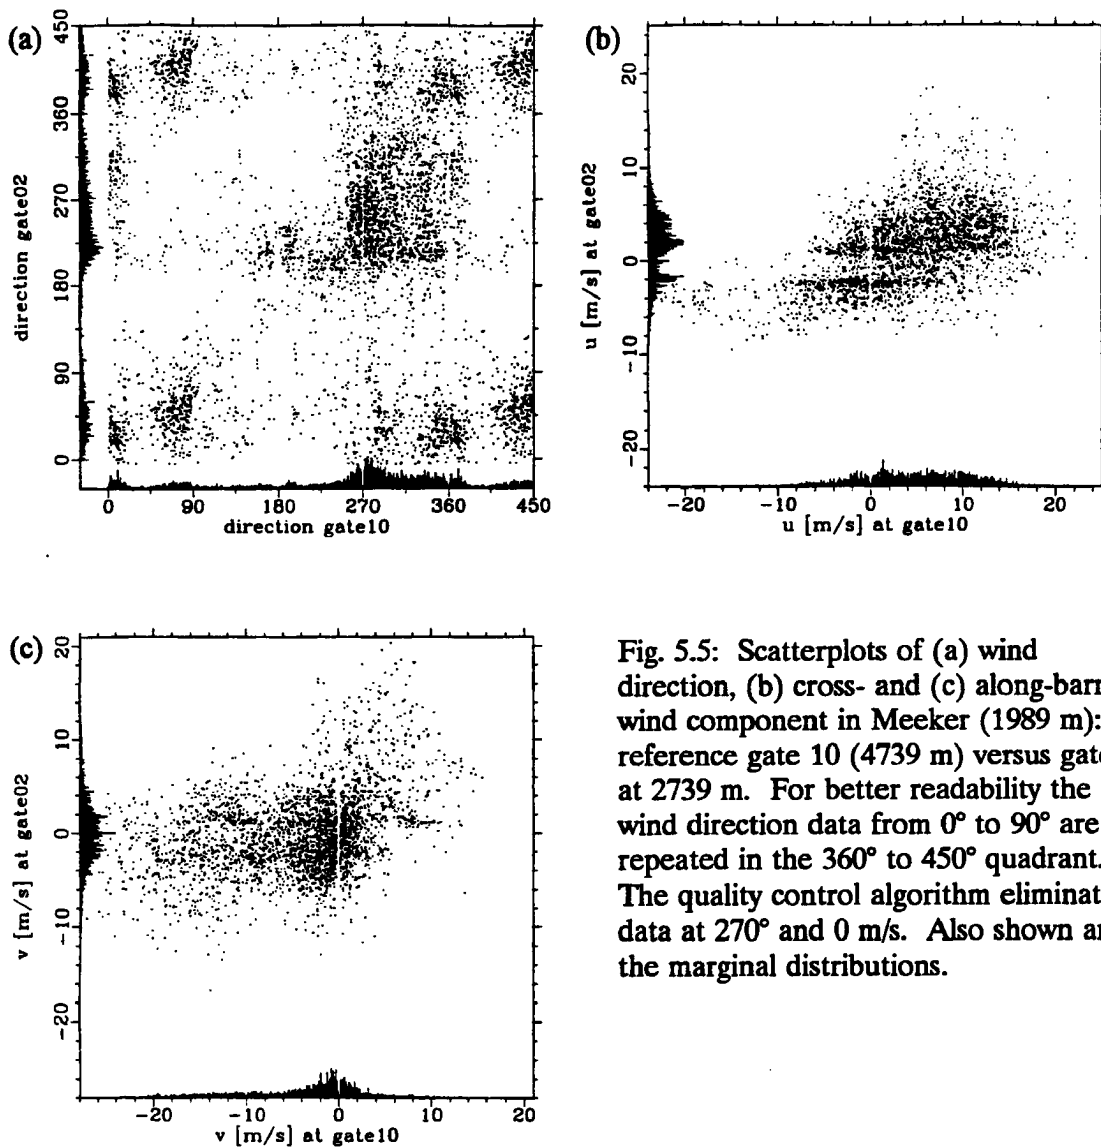 (a)
450
360
270
180
90
0
direction gate02
0
90
180
270
360
450
direction gate10
(b)
20
10
0
-10
-20
u [m/s] at gate02
-20
-10
0
10
20
u [m/s] at gate10
(c)
20
10
0
-10
-20
v [m/s] at gate02
-20
-10
0
10
20
v [m/s] at gate10
Fig. 5.5: Scatterplots of (a) wind
direction, (b) cross- and (c) along-barr
wind component in Meeker (1989 m):
reference gate 10 (4739 m) versus gate
at 2739 m. For better readability the
wind direction data from 0° to 90° are
repeated in the 360° to 450° quadrant.
The quality control algorithm eliminat
data at 270° and 0 m/s. Also shown a
the marginal distributions.